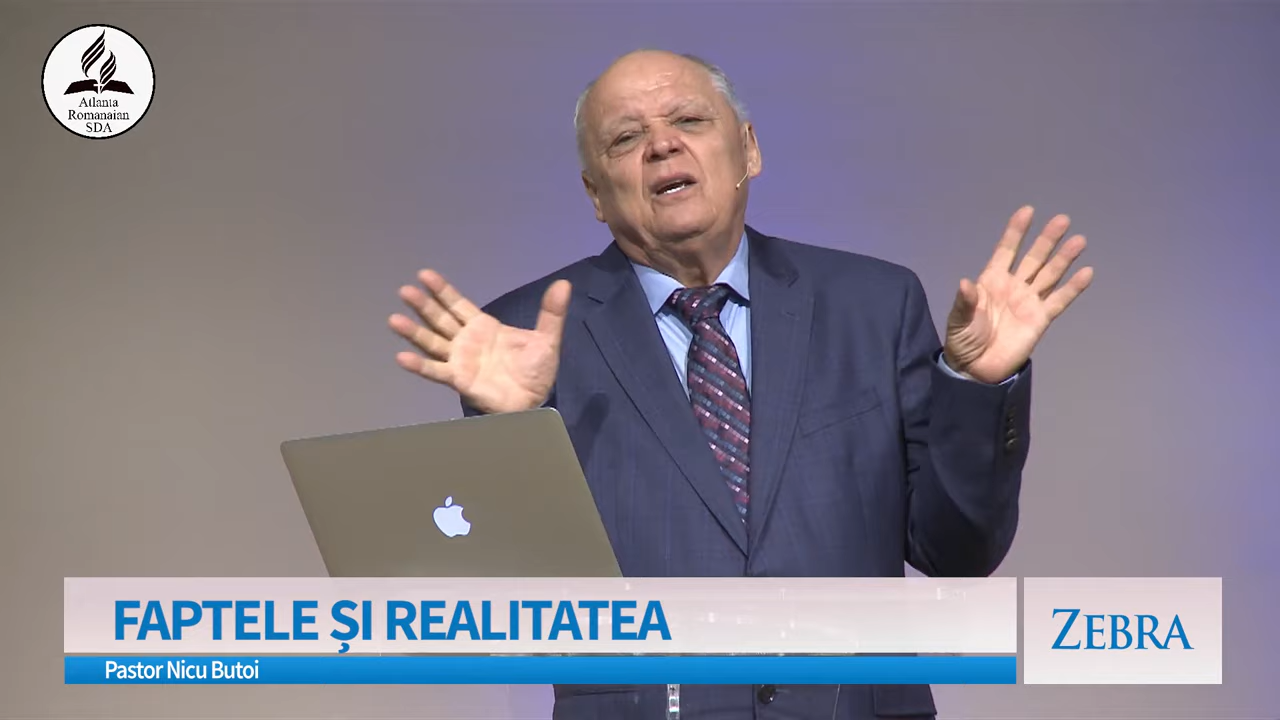 Atlanta
Romanaian
SDA
FAPTELE ȘI REALITATEA
Pastor Nicu Butoi
ZEBRA